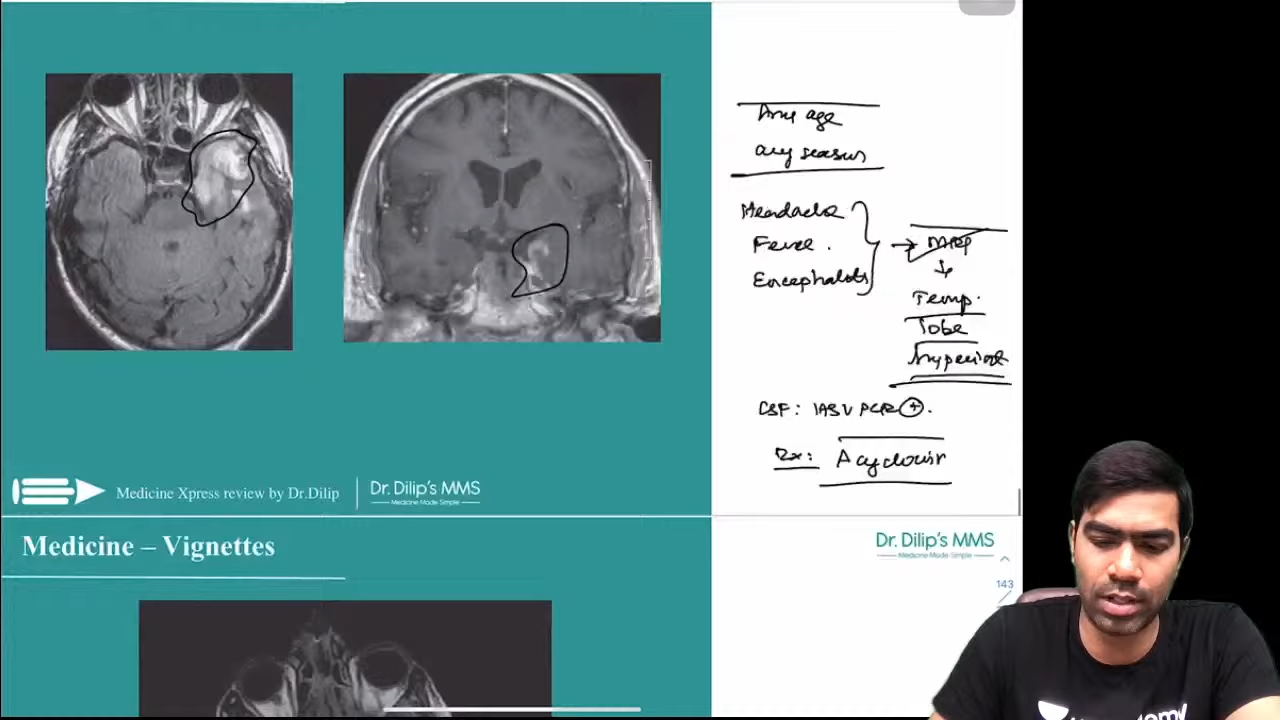 Any age
any season
Headache
Fever.
Encephalitis
→ MRI
Temp.
lobe
hyperint
CSF: HSV PCR +.
Rx: Acyclovir
Medicine Xpress review by Dr.Dilip
Dr. Dilip's MMS
Medicine Made Simple
Medicine – Vignettes
Dr. Dilip's MMS
Medicine Made Simple
143